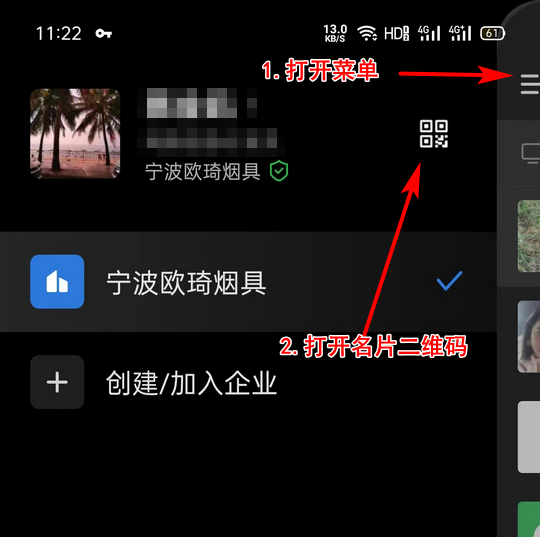 11:22
13.0
KB/S
HD
4G
4G+
61
1. 打开菜单
宁波欧琦烟具
宁波欧琦烟具
2. 打开名片二维码
创建/加入企业